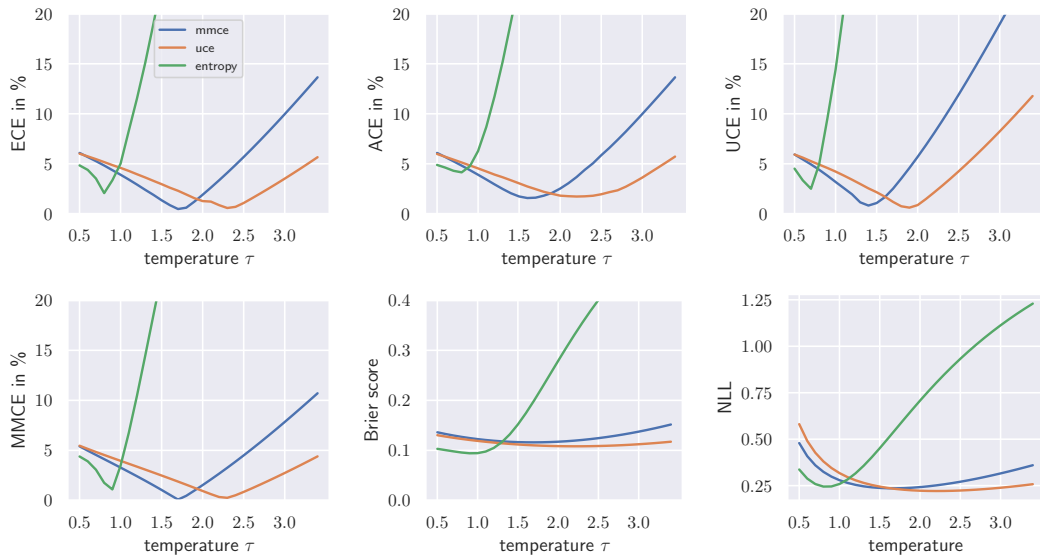 20
15
10
5
0
ECE in %
mmce
uce
entropy
0.5 1.0 1.5 2.0 2.5 3.0
temperature τ
20
15
10
5
0
ACE in %
0.5 1.0 1.5 2.0 2.5 3.0
temperature τ
20
15
10
5
0
UCE in %
0.5 1.0 1.5 2.0 2.5 3.0
temperature τ
20
15
10
5
0
MMCE in %
0.5 1.0 1.5 2.0 2.5 3.0
temperature τ
0.4
0.3
0.2
0.1
0.0
Brier score
0.5 1.0 1.5 2.0 2.5 3.0
temperature τ
1.25
1.00
0.75
0.50
0.25
NLL
0.5 1.0 1.5 2.0 2.5 3.0
temperature